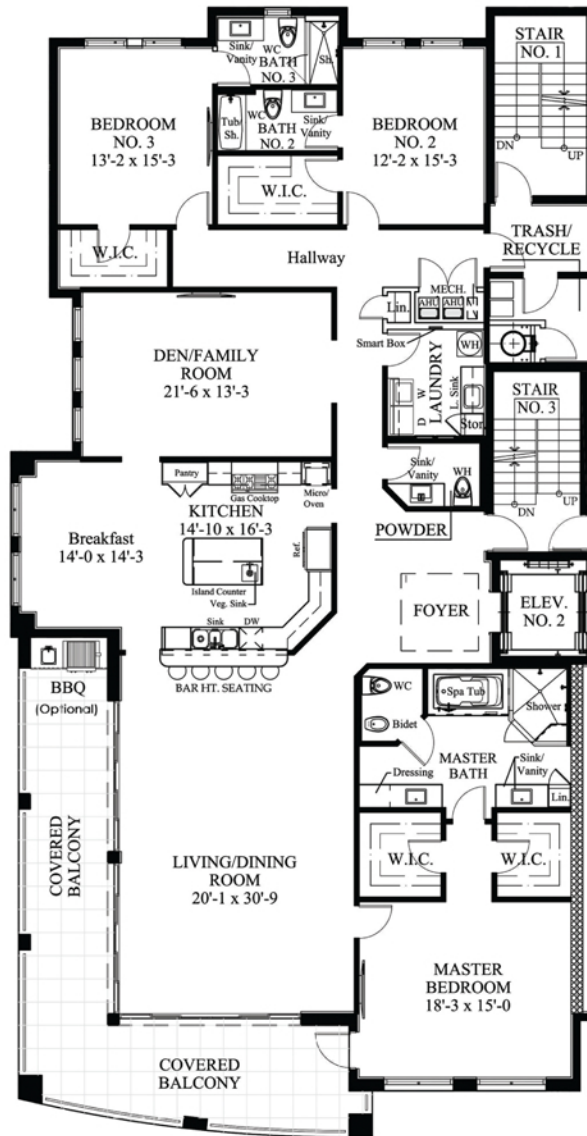 Sink/
Vanity
WC
BATH
NO. 3
Sh.
STAIR
NO. 1
DN
UP
BEDROOM
NO. 3
13'-2 x 15'-3
Tub/
Sh.
WC
BATH
NO. 2
Sink/
Vanity
BEDROOM
NO. 2
12'-2 x 15'-3
W.I.C.
W.I.C.
Hallway
TRASH/
RECYCLE
MECH.
Lin.
AHU
AHU
Smart Box
WH
DEN/FAMILY
ROOM
21'-6 x 13'-3
D W
LAUNDRY
L. Sink
Stor.
STAIR
NO. 3
DN
UP
Sink/
Vanity
WH
POWDER
Pantry
Gas Cooktop
Micro/
Oven
KITCHEN
14'-10 x 16'-3
Breakfast
14'-0 x 14'-3
Ref.
Island Counter
Veg. Sink
Sink
DW
BAR HT. SEATING
FOYER
ELEV.
NO. 2
BBQ
(Optional)
WC
Bidet
Spa Tub
Shower
MASTER
BATH
Dressing
Sink/
Vanity
Lin.
COVERED
BALCONY
LIVING/DINING
ROOM
20'-1 x 30'-9
W.I.C.
W.I.C.
MASTER
BEDROOM
18'-3 x 15'-0
COVERED
BALCONY